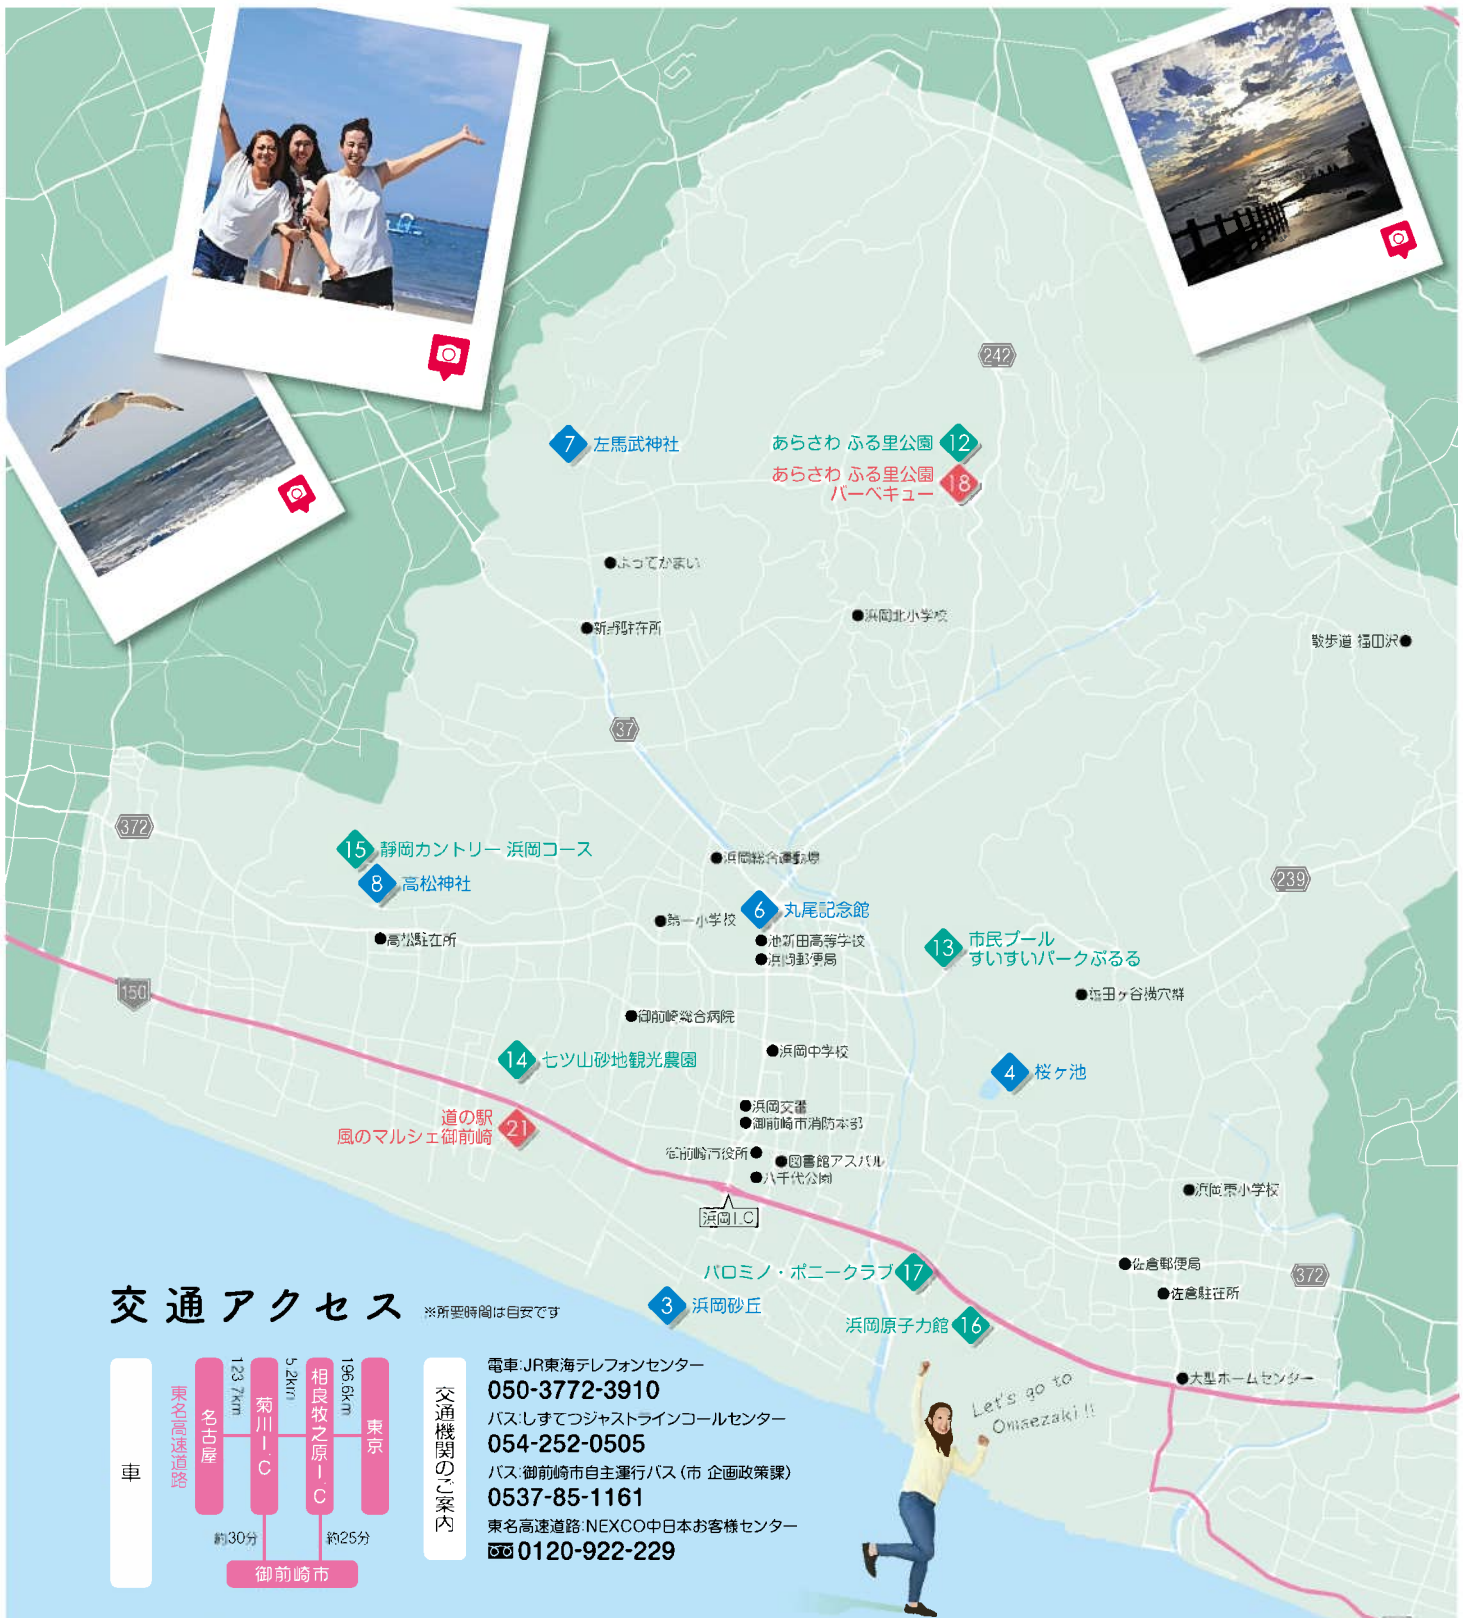 242
7 左馬武神社
あらさわ ふる里公園 12
あらさわ ふる里公園
バーベキュー 18
●よってかまい
●新野駐在所
●浜岡北小学校
散歩道 福田沢●
37
372
15 靜岡カントリー 浜岡コース
8 高松神社
●浜岡総合運動場
239
6 丸尾記念館
●第一小学校
●高松駐在所
●池新田高等学校
●浜岡郵便局
13 市民プール
すいすいパークぷるる
150
●塩田ヶ谷横穴群
●御前崎総合病院
14 七ツ山砂地観光農園
●浜岡中学校
4 桜ヶ池
道の駅
風のマルシェ御前崎 21
●浜岡交番
●御前崎市消防本部
御前崎市役所●
●図書館アスパル
●八千代公園
●浜岡東小学校
浜岡I.C
パロミノ・ポニークラブ 17
●佐倉郵便局
372
●佐倉駐在所
3 浜岡砂丘
浜岡原子力館 16
●大型ホームセンター
Let's go to
Omaezaki!!
交通アクセス ※所要時間は目安です
車
東名高速道路
名古屋
123.7km
菊川I.C
5.2km
相良牧之原I.C
196.6km
東京
約30分
約25分
御前崎市
交通機関のご案内
電車:JR東海テレフォンセンター
050-3772-3910
バス:しずてつジャストラインコールセンター
054-252-0505
バス:御前崎市自主運行バス(市 企画政策課)
0537-85-1161
東名高速道路:NEXCO中日本お客様センター
0120-922-229